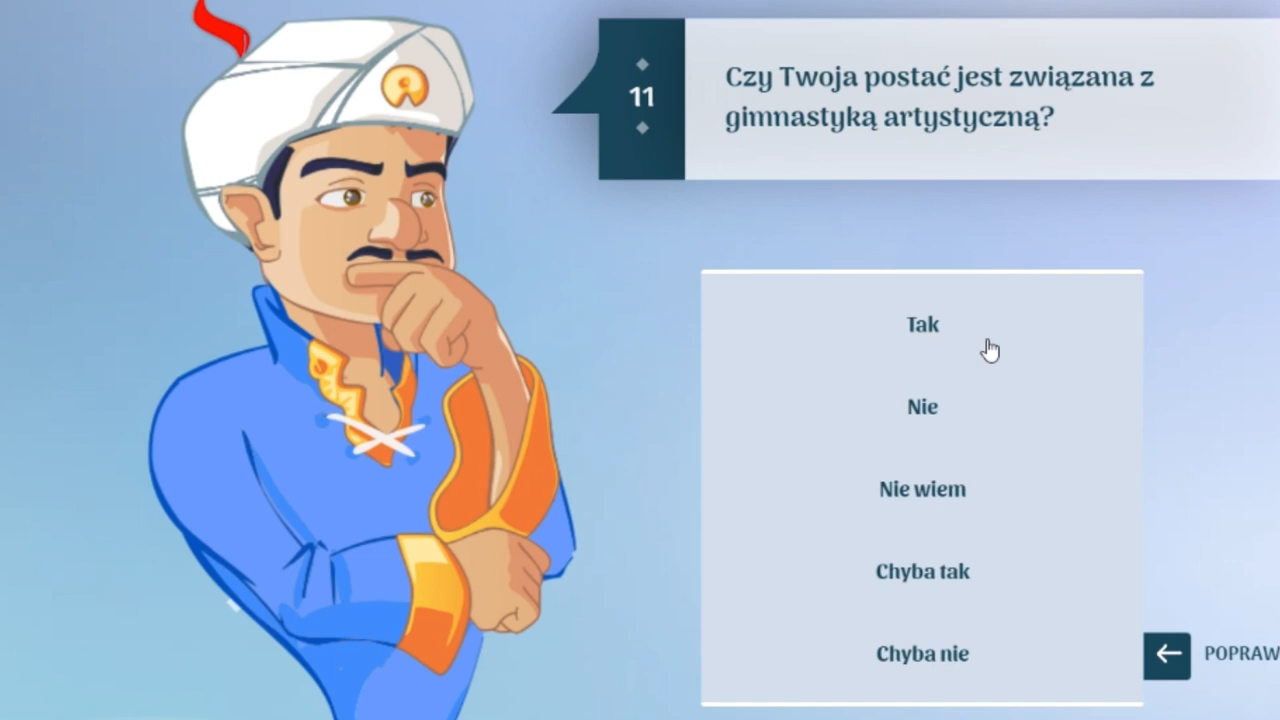 11
Czy Twoja postać jest związana z
gimnastyką artystyczną?
Tak
Nie
Nie wiem
Chyba tak
Chyba nie
POPRAW